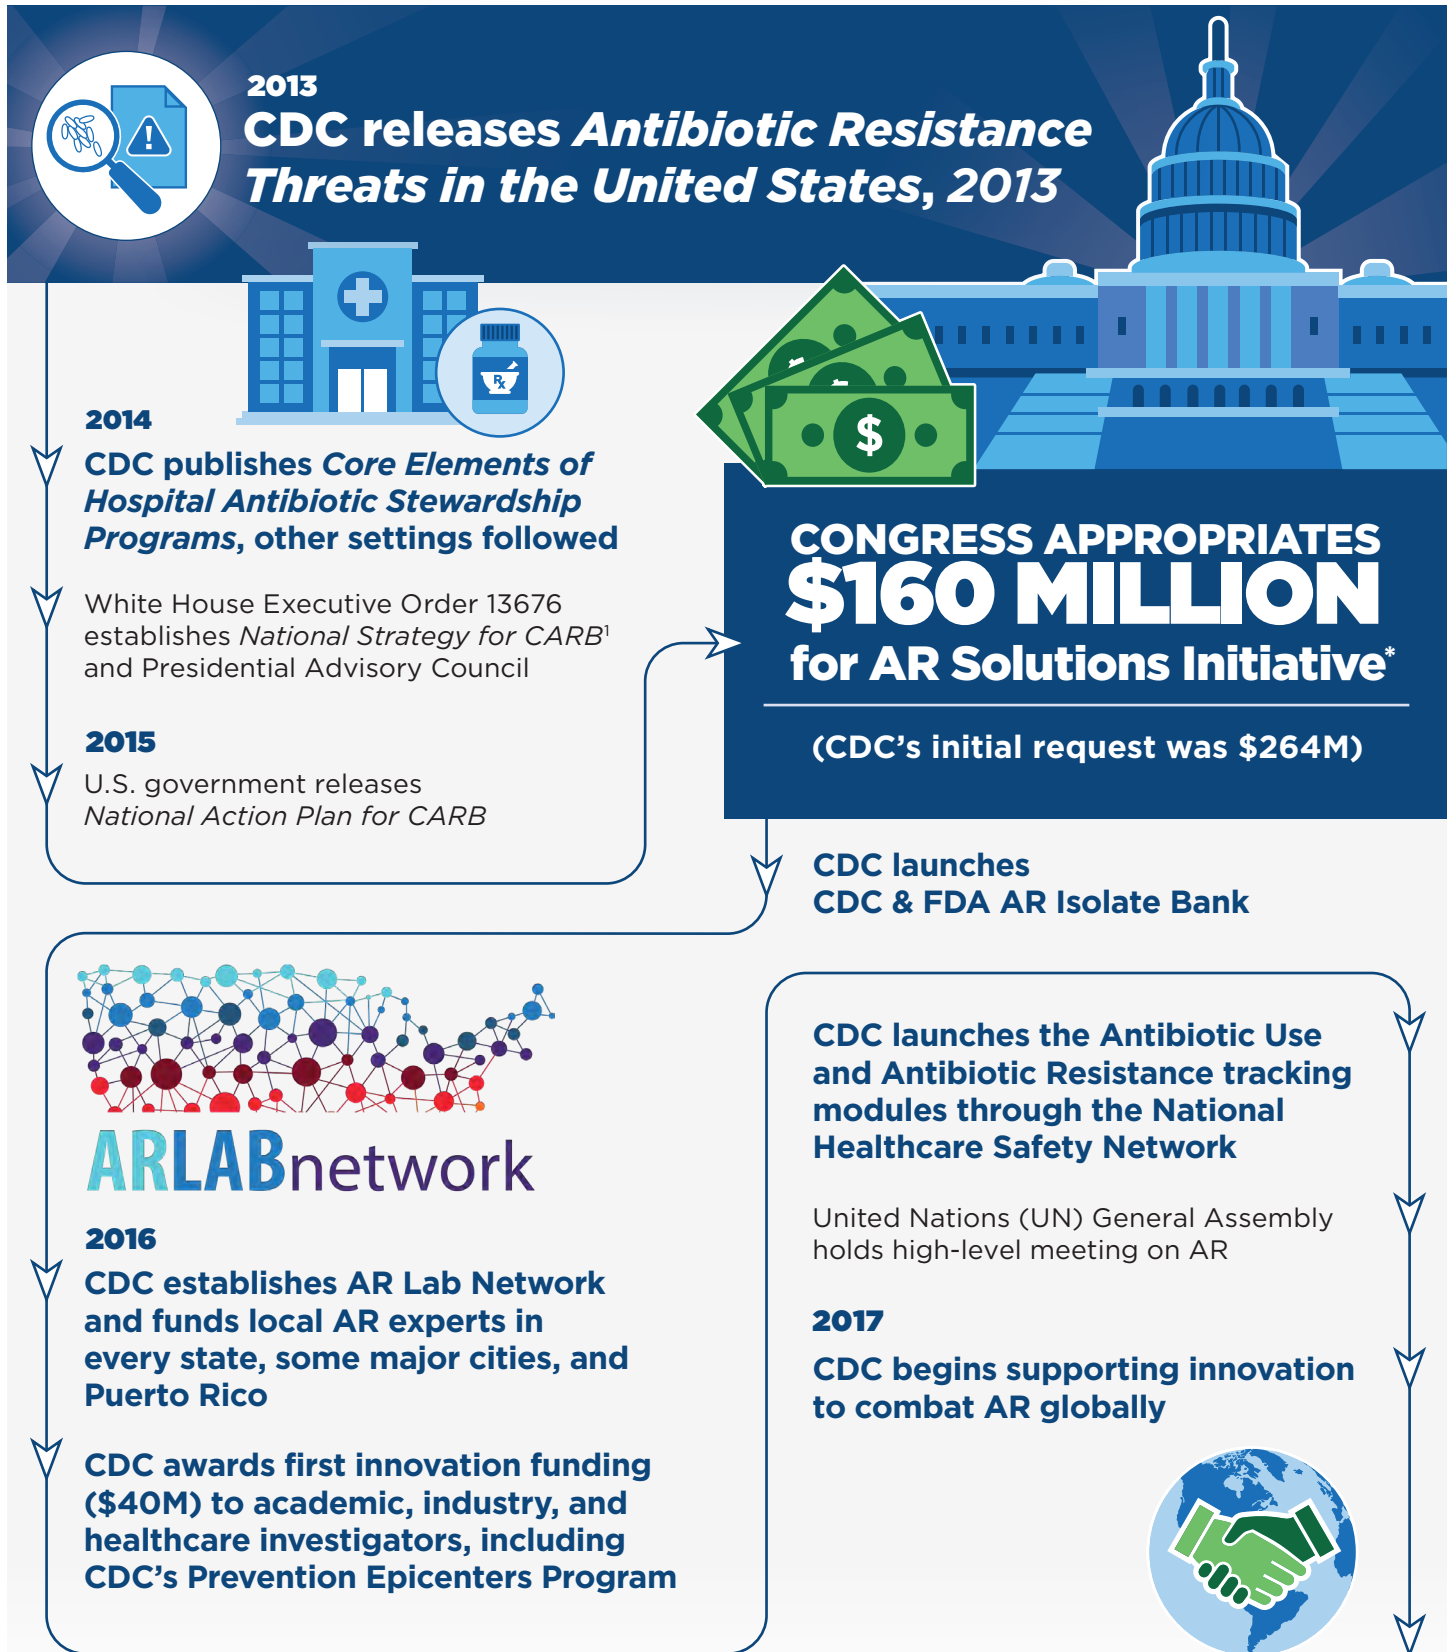 2013
CDC releases Antibiotic Resistance
Threats in the United States, 2013
2014
CDC publishes Core Elements of
Hospital Antibiotic Stewardship
Programs, other settings followed
White House Executive Order 13676
establishes National Strategy for CARB¹
and Presidential Advisory Council
2015
U.S. government releases
National Action Plan for CARB
Rx
$
CONGRESS APPROPRIATES
$160 MILLION
for AR Solutions Initiative*
(CDC’s initial request was $264M)
CDC launches
CDC & FDA AR Isolate Bank
ARLABnetwork
2016
CDC establishes AR Lab Network
and funds local AR experts in
every state, some major cities, and
Puerto Rico
CDC awards first innovation funding
($40M) to academic, industry, and
healthcare investigators, including
CDC’s Prevention Epicenters Program
CDC launches the Antibiotic Use
and Antibiotic Resistance tracking
modules through the National
Healthcare Safety Network
United Nations (UN) General Assembly
holds high-level meeting on AR
2017
CDC begins supporting innovation
to combat AR globally